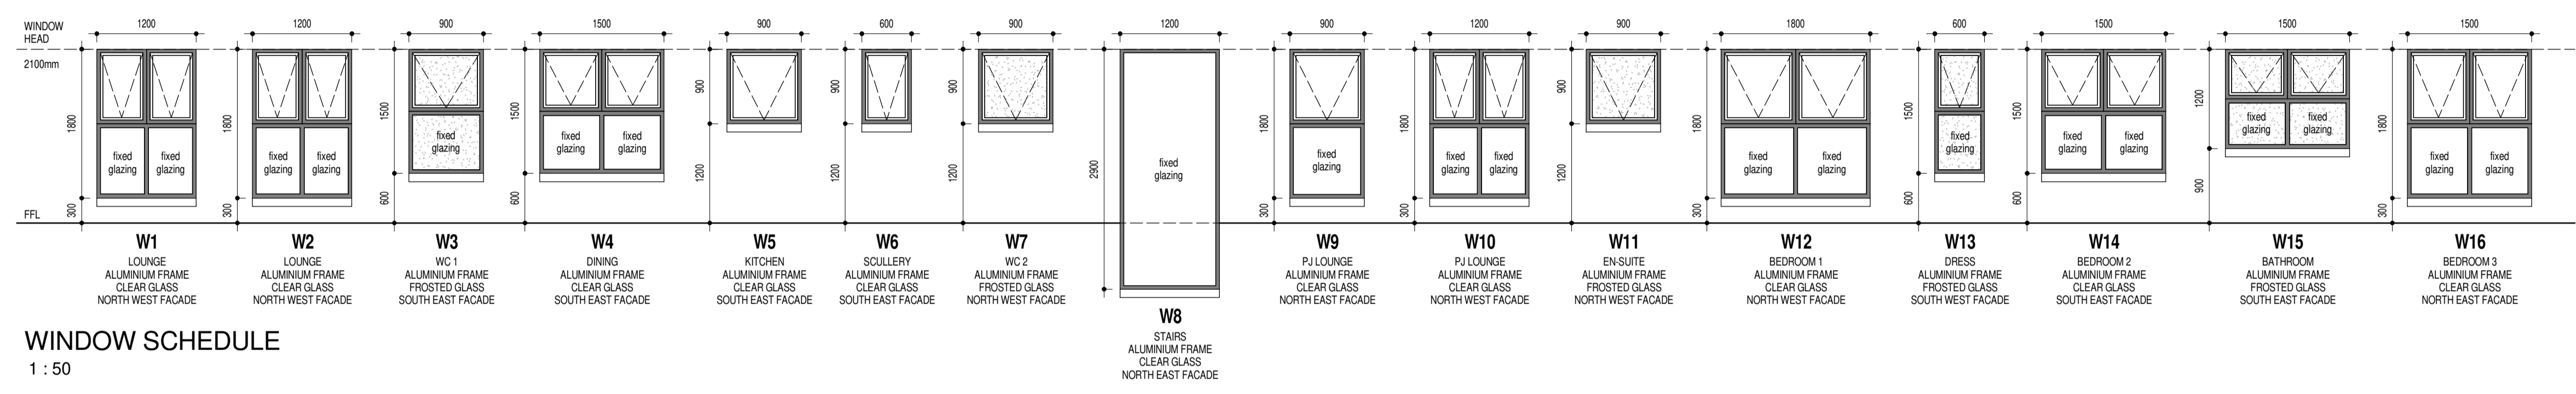 WINDOW
HEAD
2100mm
FFL
1200
1800
300
fixed
glazing
fixed
glazing
W1
LOUNGE
ALUMINIUM FRAME
CLEAR GLASS
NORTH WEST FACADE
1200
1800
300
fixed
glazing
fixed
glazing
W2
LOUNGE
ALUMINIUM FRAME
CLEAR GLASS
NORTH WEST FACADE
900
1500
600
fixed
glazing
W3
WC 1
ALUMINIUM FRAME
FROSTED GLASS
SOUTH EAST FACADE
1500
1500
600
fixed
glazing
fixed
glazing
W4
DINING
ALUMINIUM FRAME
CLEAR GLASS
SOUTH EAST FACADE
900
900
1200
W5
KITCHEN
ALUMINIUM FRAME
CLEAR GLASS
SOUTH EAST FACADE
600
900
1200
W6
SCULLERY
ALUMINIUM FRAME
CLEAR GLASS
SOUTH EAST FACADE
900
900
1200
W7
WC 2
ALUMINIUM FRAME
FROSTED GLASS
NORTH WEST FACADE
1200
2900
fixed
glazing
W8
STAIRS
ALUMINIUM FRAME
CLEAR GLASS
NORTH EAST FACADE
900
1800
300
fixed
glazing
W9
PJ LOUNGE
ALUMINIUM FRAME
CLEAR GLASS
NORTH EAST FACADE
1200
1800
300
fixed
glazing
fixed
glazing
W10
PJ LOUNGE
ALUMINIUM FRAME
CLEAR GLASS
NORTH WEST FACADE
900
900
1200
W11
EN-SUITE
ALUMINIUM FRAME
FROSTED GLASS
NORTH WEST FACADE
1800
1800
300
fixed
glazing
fixed
glazing
W12
BEDROOM 1
ALUMINIUM FRAME
CLEAR GLASS
NORTH WEST FACADE
600
1500
600
fixed
glazing
W13
DRESS
ALUMINIUM FRAME
FROSTED GLASS
SOUTH WEST FACADE
1500
1500
600
fixed
glazing
fixed
glazing
W14
BEDROOM 2
ALUMINIUM FRAME
CLEAR GLASS
SOUTH EAST FACADE
1500
1200
900
fixed
glazing
fixed
glazing
W15
BATHROOM
ALUMINIUM FRAME
FROSTED GLASS
SOUTH EAST FACADE
1500
1800
300
fixed
glazing
fixed
glazing
W16
BEDROOM 3
ALUMINIUM FRAME
CLEAR GLASS
NORTH EAST FACADE
WINDOW SCHEDULE
1 : 50